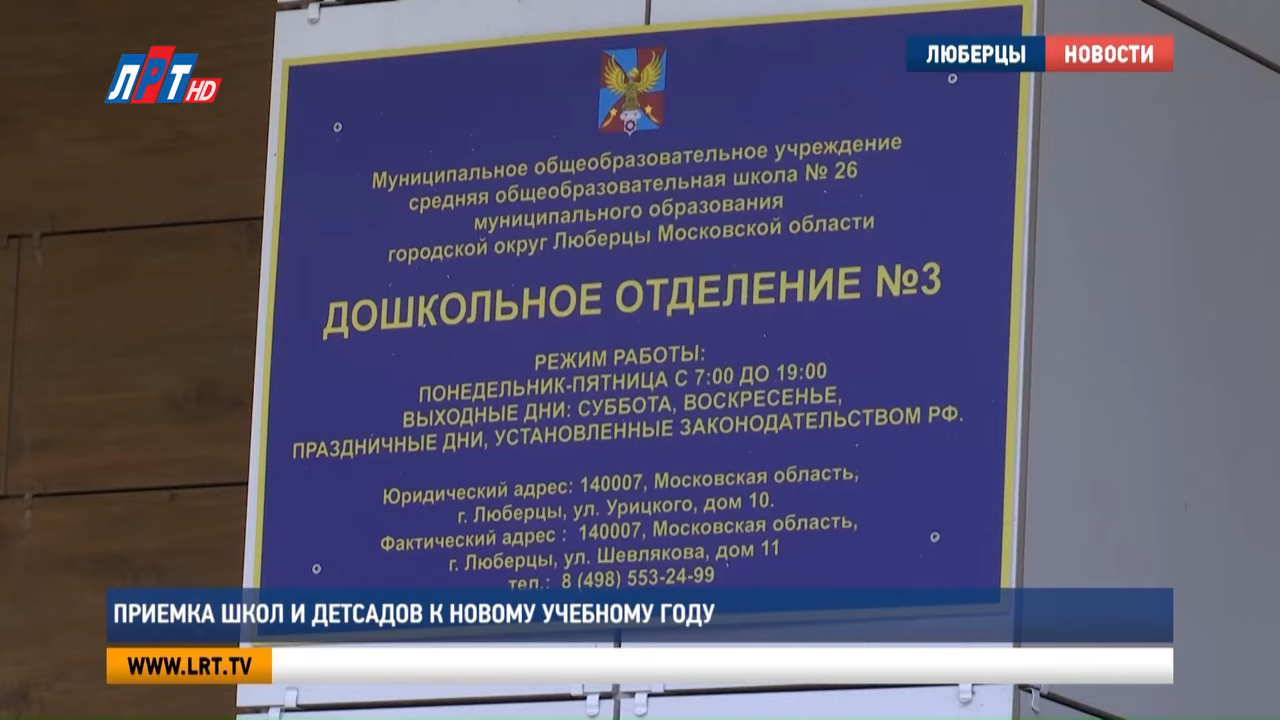 ЛРТ HD
ЛЮБЕРЦЫ НОВОСТИ
Муниципальное общеобразовательное учреждение
средняя общеобразовательная школа № 26
муниципального образования
городской округ Люберцы Московской области
ДОШКОЛЬНОЕ ОТДЕЛЕНИЕ №3
РЕЖИМ РАБОТЫ:
ПОНЕДЕЛЬНИК-ПЯТНИЦА С 7:00 ДО 19:00
ВЫХОДНЫЕ ДНИ: СУББОТА, ВОСКРЕСЕНЬЕ,
ПРАЗДНИЧНЫЕ ДНИ, УСТАНОВЛЕННЫЕ ЗАКОНОДАТЕЛЬСТВОМ РФ.
Юридический адрес: 140007, Московская область,
г. Люберцы, ул. Урицкого, дом 10.
Фактический адрес : 140007, Московская область,
г. Люберцы, ул. Шевлякова, дом 11
тел.: 8 (498) 553-24-99
ПРИЕМКА ШКОЛ И ДЕТСАДОВ К НОВОМУ УЧЕБНОМУ ГОДУ
WWW.LRT.TV